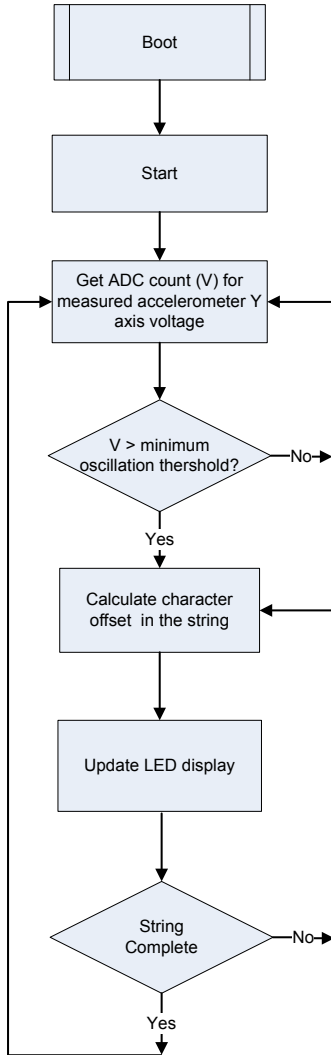 Boot
Start
Get ADC count (V) for
measured accelerometer Y
axis voltage
V > minimum
oscillation thershold?
No
Yes
Calculate character
offset in the string
Update LED display
String
Complete
No
Yes